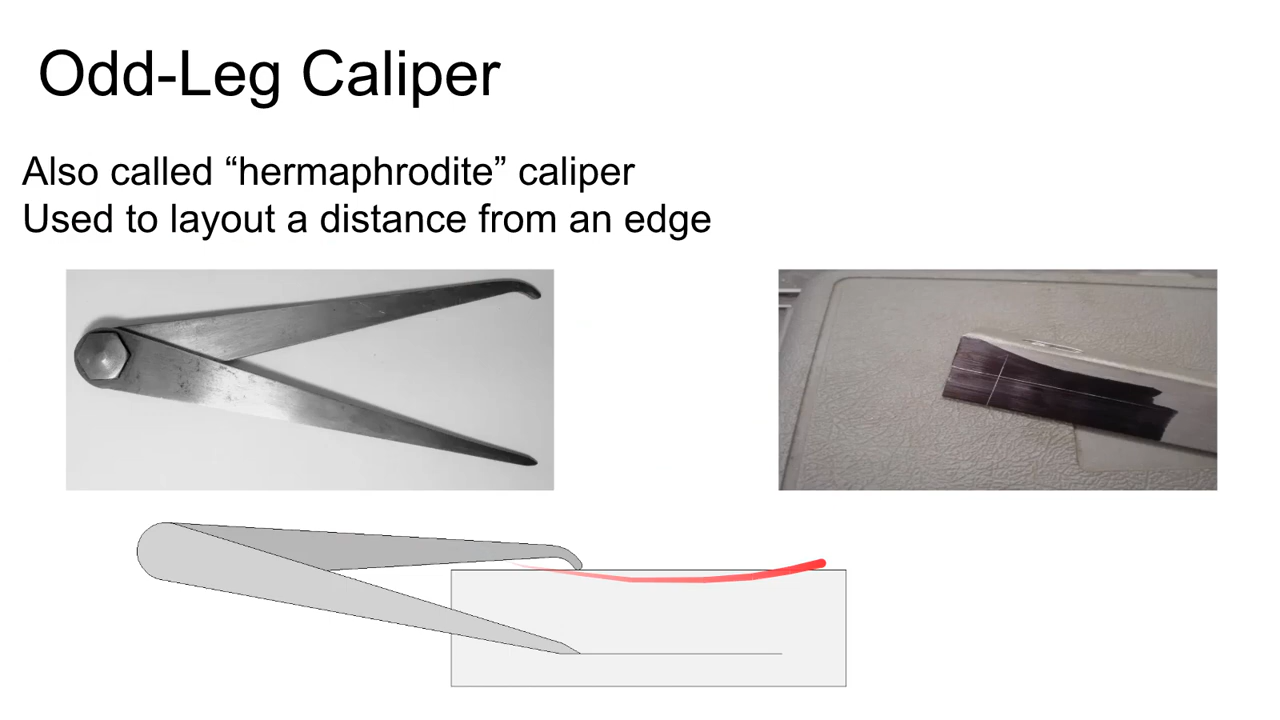 Odd-Leg Caliper
Also called “hermaphrodite” caliper
Used to layout a distance from an edge